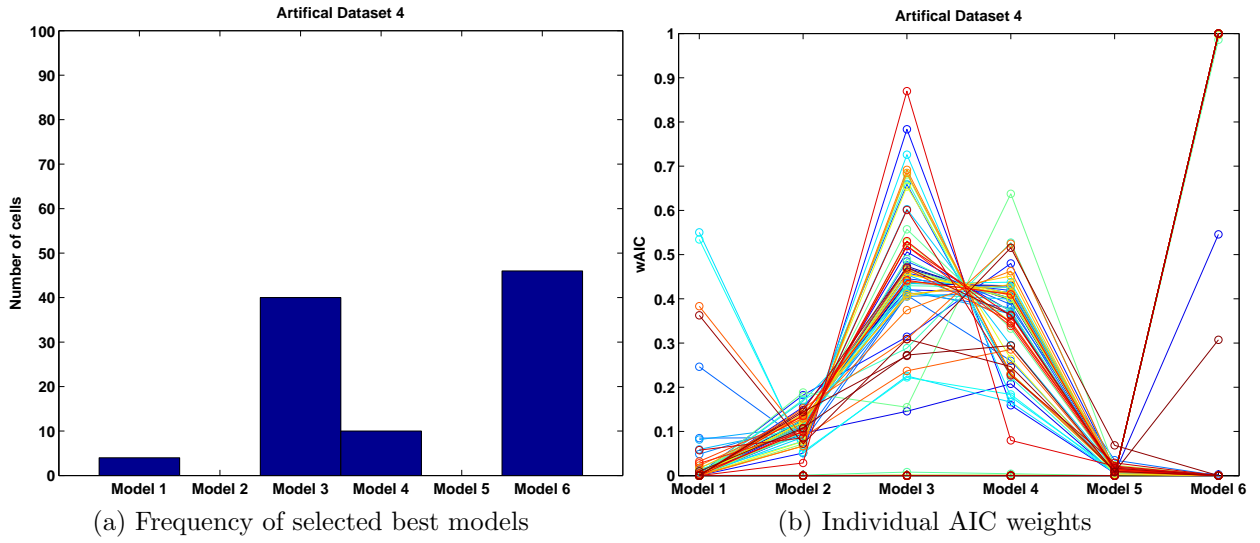 Artifical Dataset 4
100
90
80
70
60
50
40
30
20
10
0
Number of cells
Model 1 Model 2 Model 3 Model 4 Model 5 Model 6
(a) Frequency of selected best models
Artifical Dataset 4
1
0.9
0.8
0.7
0.6
0.5
0.4
0.3
0.2
0.1
0
wAIC
Model 1 Model 2 Model 3 Model 4 Model 5 Model 6
(b) Individual AIC weights